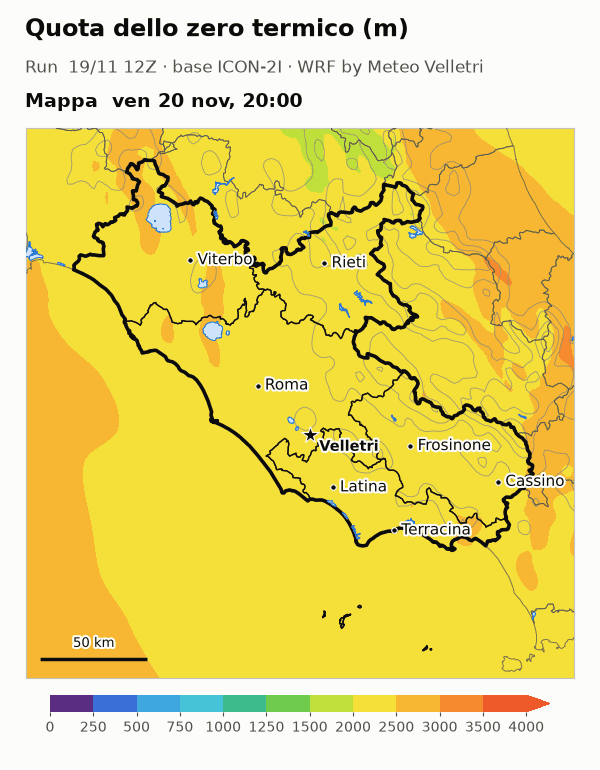 Quota dello zero termico (m)
Run  19/11 12Z · base ICON-2I · WRF by Meteo Velletri
Mappa  ven 20 nov, 20:00
Viterbo
Rieti
Roma
Velletri
Frosinone
Latina
Cassino
Terracina
50 km
0 250 500 750 1000 1250 1500 2000 2500 3000 3500 4000